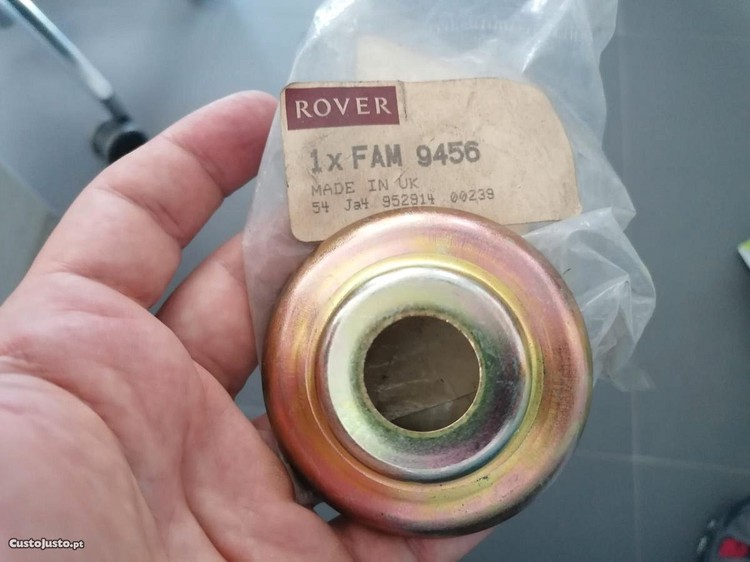 ROVER
1x FAM 9456
MADE IN UK
54 Ja4 952914 00239
CustoJusto.pt